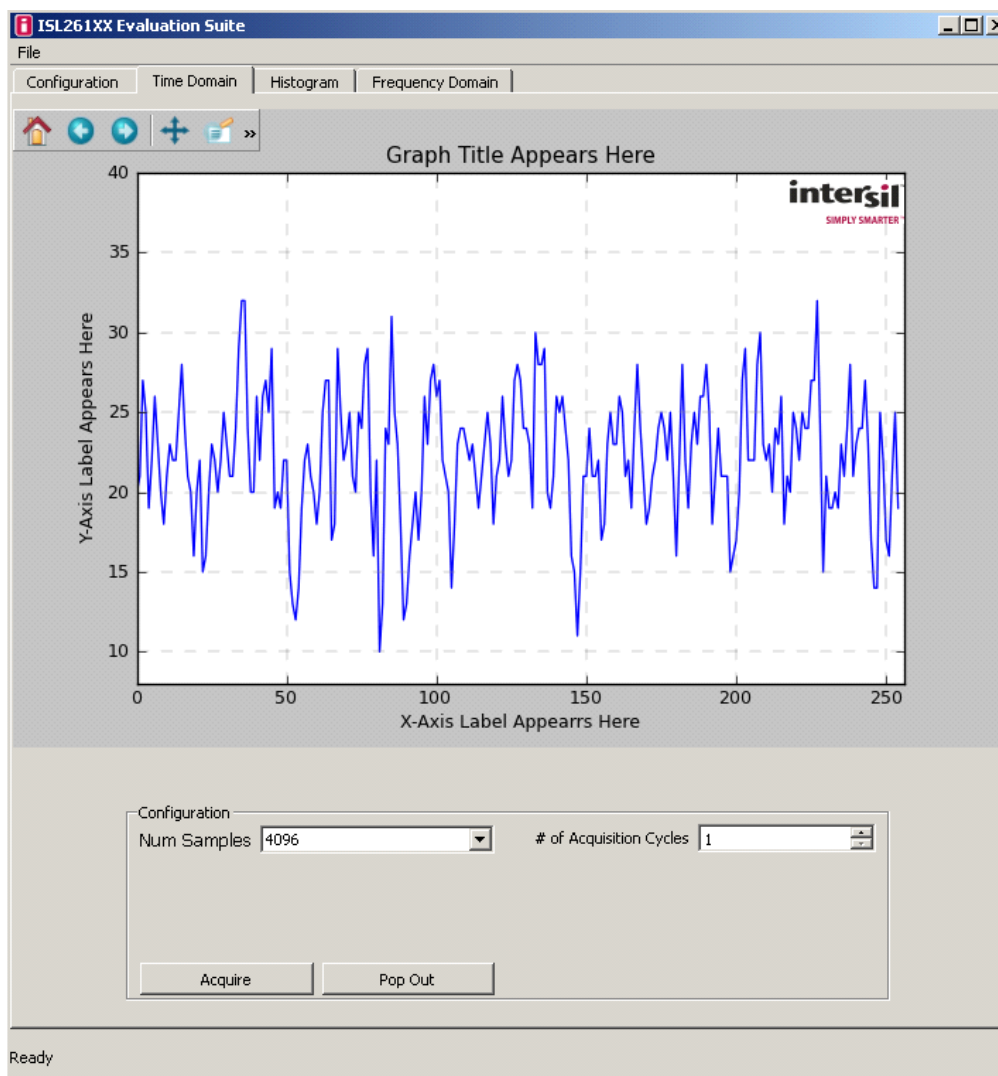 ISL261XX Evaluation Suite
File
Configuration
Time Domain
Histogram
Frequency Domain
»
Graph Title Appears Here
intersil
SIMPLY SMARTER™
Y-Axis Label Appears Here
40
35
30
25
20
15
10
0
50
100
150
200
250
X-Axis Label Appearrs Here
Configuration
Num Samples
4096
# of Acquisition Cycles
1
Acquire
Pop Out
Ready